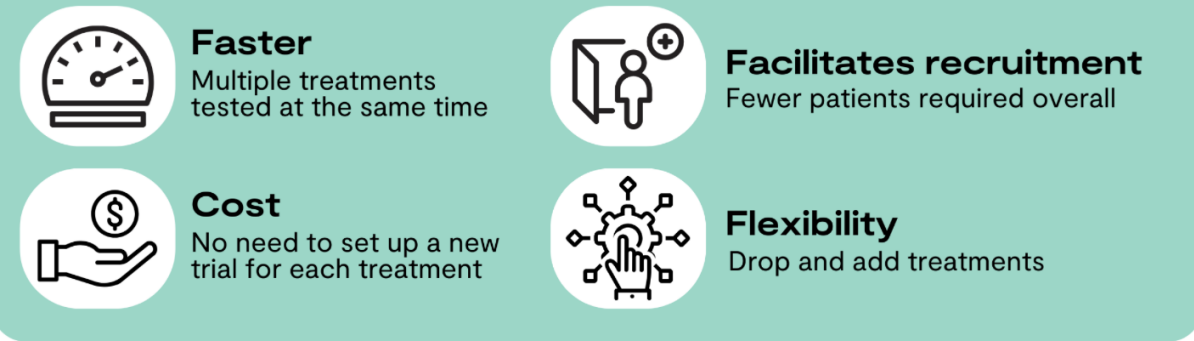 Faster
Multiple treatments
tested at the same time
Facilitates recruitment
Fewer patients required overall
Cost
No need to set up a new
trial for each treatment
Flexibility
Drop and add treatments